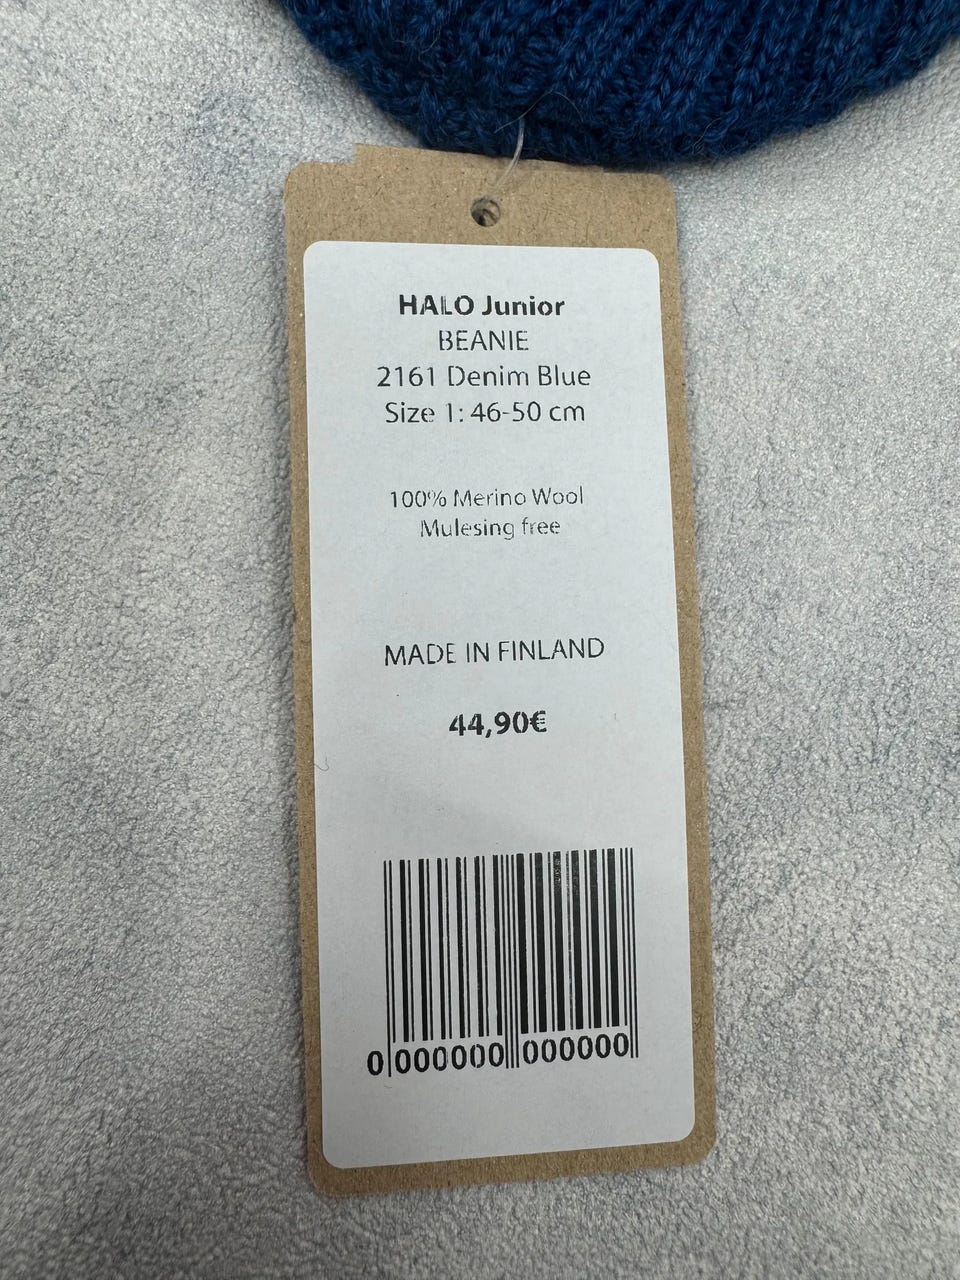 HALO Junior
BEANIE
2161 Denim Blue
Size 1: 46-50 cm
100% Merino Wool
Mulesing free
MADE IN FINLAND
44,90€
0 000000 000000